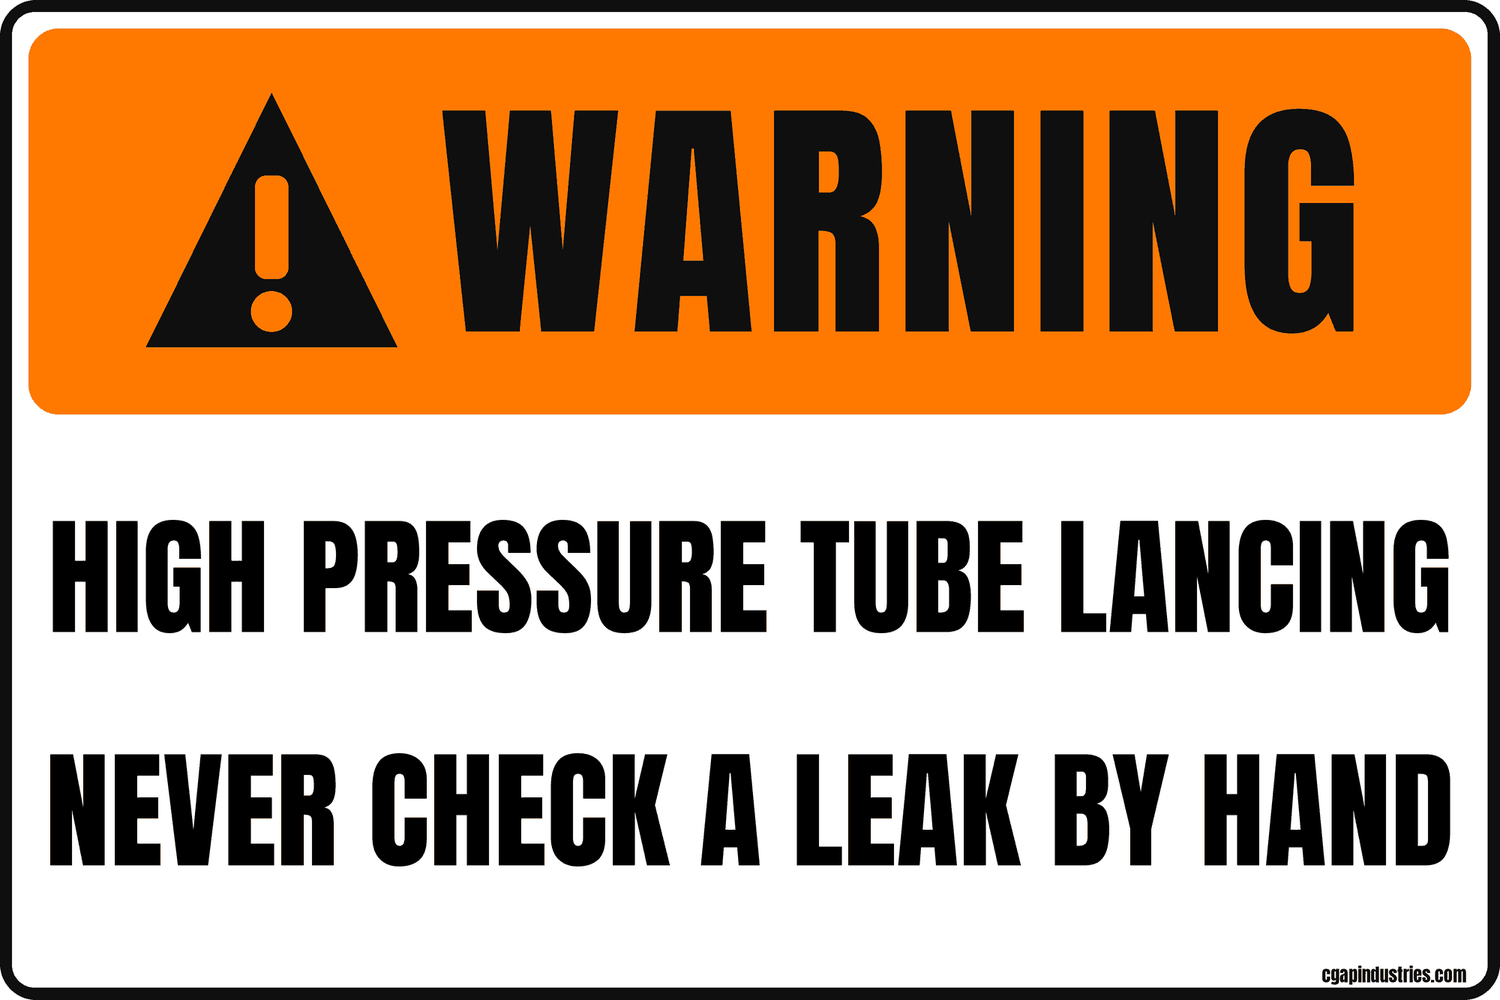 WARNING
HIGH PRESSURE TUBE LANCING
NEVER CHECK A LEAK BY HAND
cgapindustries.com